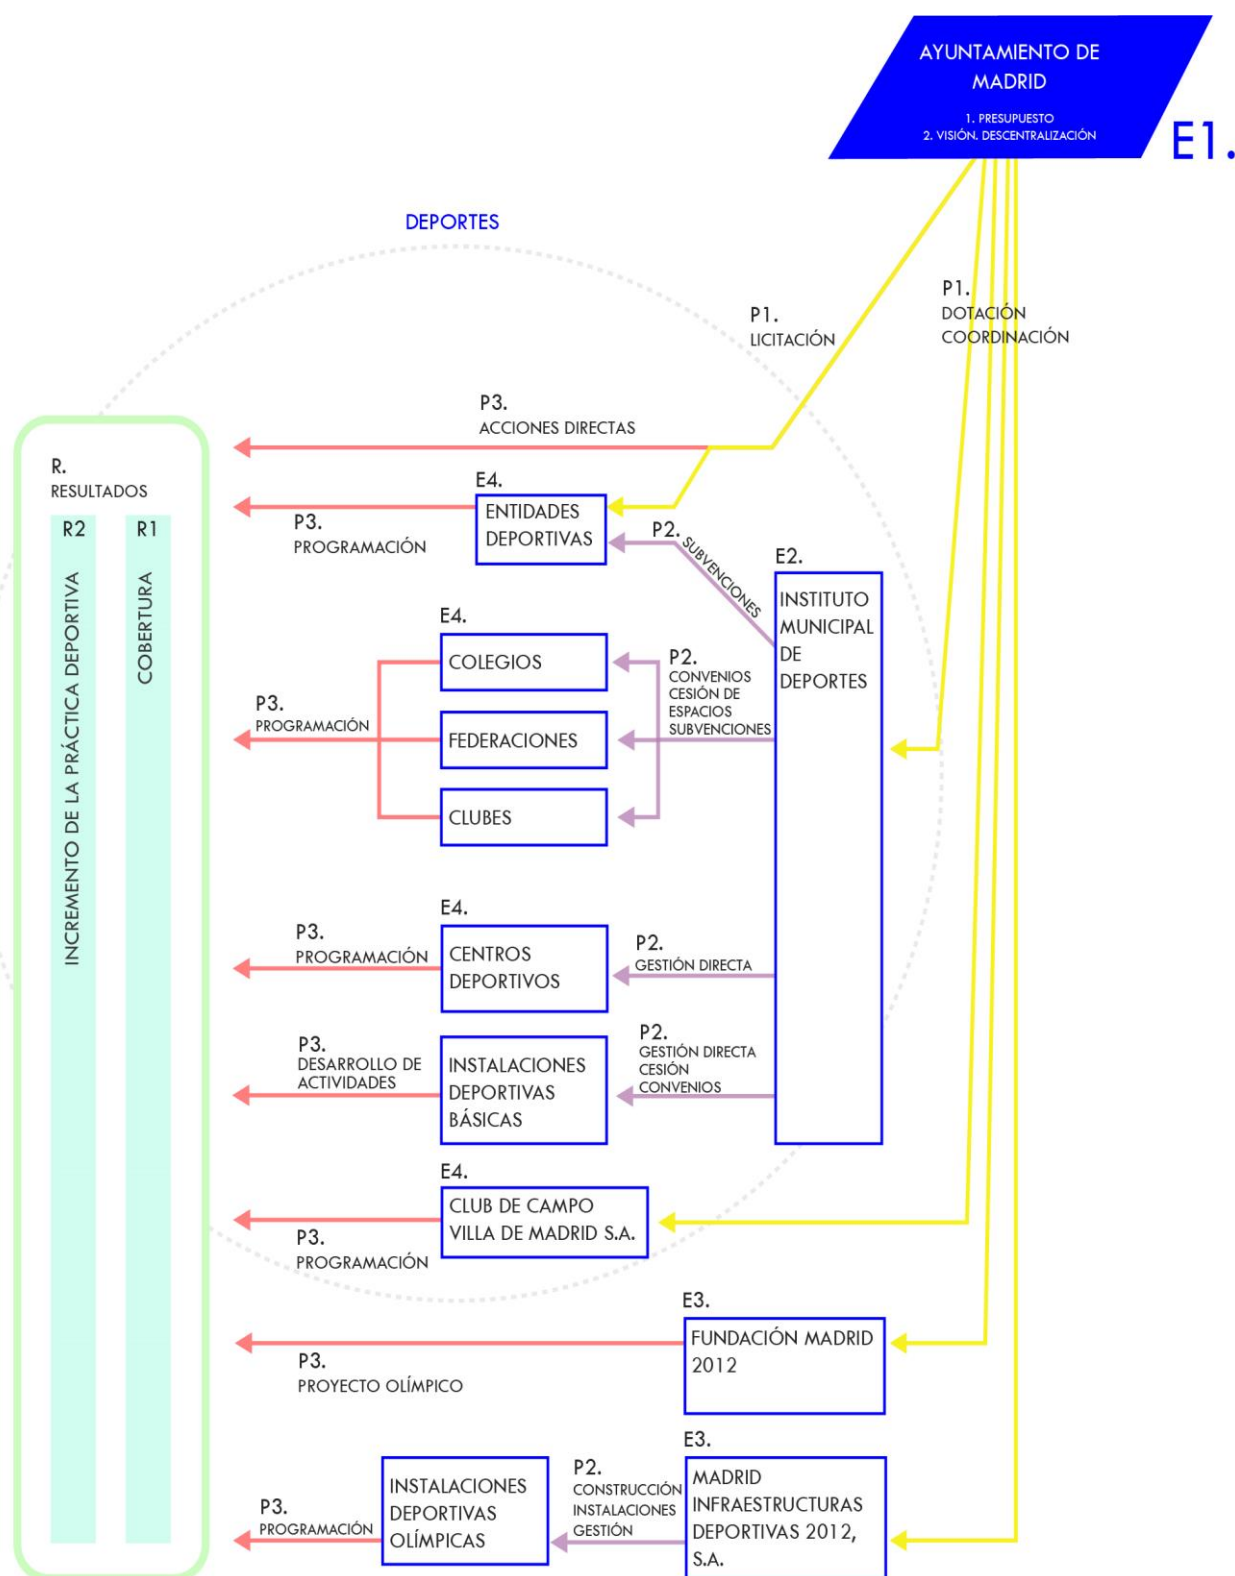 AYUNTAMIENTO DE
MADRID
1. PRESUPUESTO
2. VISIÓN. DESCENTRALIZACIÓN
E1.
DEPORTES
P1.
LICITACIÓN
P1.
DOTACIÓN
COORDINACIÓN
P3.
ACCIONES DIRECTAS
R.
RESULTADOS
R2
R1
INCREMENTO DE LA PRÁCTICA DEPORTIVA
COBERTURA
E4.
ENTIDADES
DEPORTIVAS
P3.
PROGRAMACIÓN
P2. SUBVENCIONES
E2.
INSTITUTO
MUNICIPAL
DE
DEPORTES
E4.
COLEGIOS
FEDERACIONES
CLUBES
P2.
CONVENIOS
CESIÓN DE
ESPACIOS
SUBVENCIONES
P3.
PROGRAMACIÓN
E4.
CENTROS
DEPORTIVOS
P3.
PROGRAMACIÓN
P2.
GESTIÓN DIRECTA
P3.
DESARROLLO DE
ACTIVIDADES
INSTALACIONES
DEPORTIVAS
BÁSICAS
P2.
GESTIÓN DIRECTA
CESIÓN
CONVENIOS
E4.
CLUB DE CAMPO
VILLA DE MADRID S.A.
P3.
PROGRAMACIÓN
E3.
FUNDACIÓN MADRID
2012
P3.
PROYECTO OLÍMPICO
E3.
MADRID
INFRAESTRUCTURAS
DEPORTIVAS 2012,
S.A.
P2.
CONSTRUCCIÓN
INSTALACIONES
GESTIÓN
INSTALACIONES
DEPORTIVAS
OLÍMPICAS
P3.
PROGRAMACIÓN